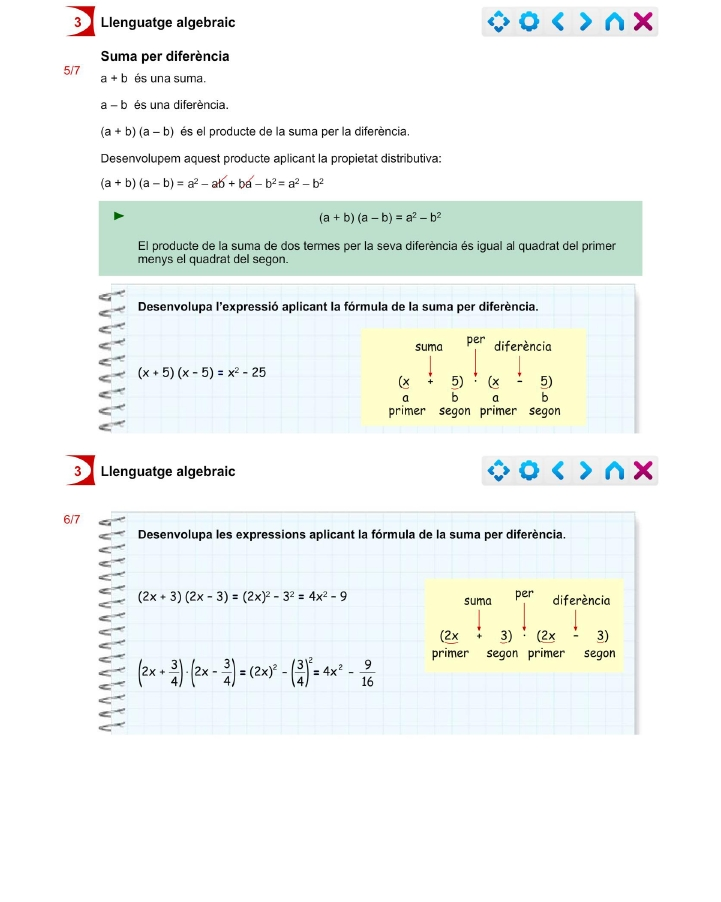 3 Llenguatge algebraic
Suma per diferència
5/7
a + b és una suma.
a – b és una diferència.
(a + b) (a – b) és el producte de la suma per la diferència.
Desenvolupem aquest producte aplicant la propietat distributiva:
(a + b) (a – b) = a² – ab + ba – b² = a² – b²
(a + b) (a – b) = a² – b²
El producte de la suma de dos termes per la seva diferència és igual al quadrat del primer
menys el quadrat del segon.
Desenvolupa l'expressió aplicant la fórmula de la suma per diferència.
suma per diferència
(x + 5) (x – 5) = x² – 25
(x + 5) · (x – 5)
a b a b
primer segon primer segon
3 Llenguatge algebraic
6/7
Desenvolupa les expressions aplicant la fórmula de la suma per diferència.
(2x + 3) (2x – 3) = (2x)² – 3² = 4x² – 9
suma per diferència
(2x + 3) · (2x – 3)
primer segon primer segon
(2x + 3/4) · (2x – 3/4) = (2x)² – (3/4)² = 4x² – 9/16